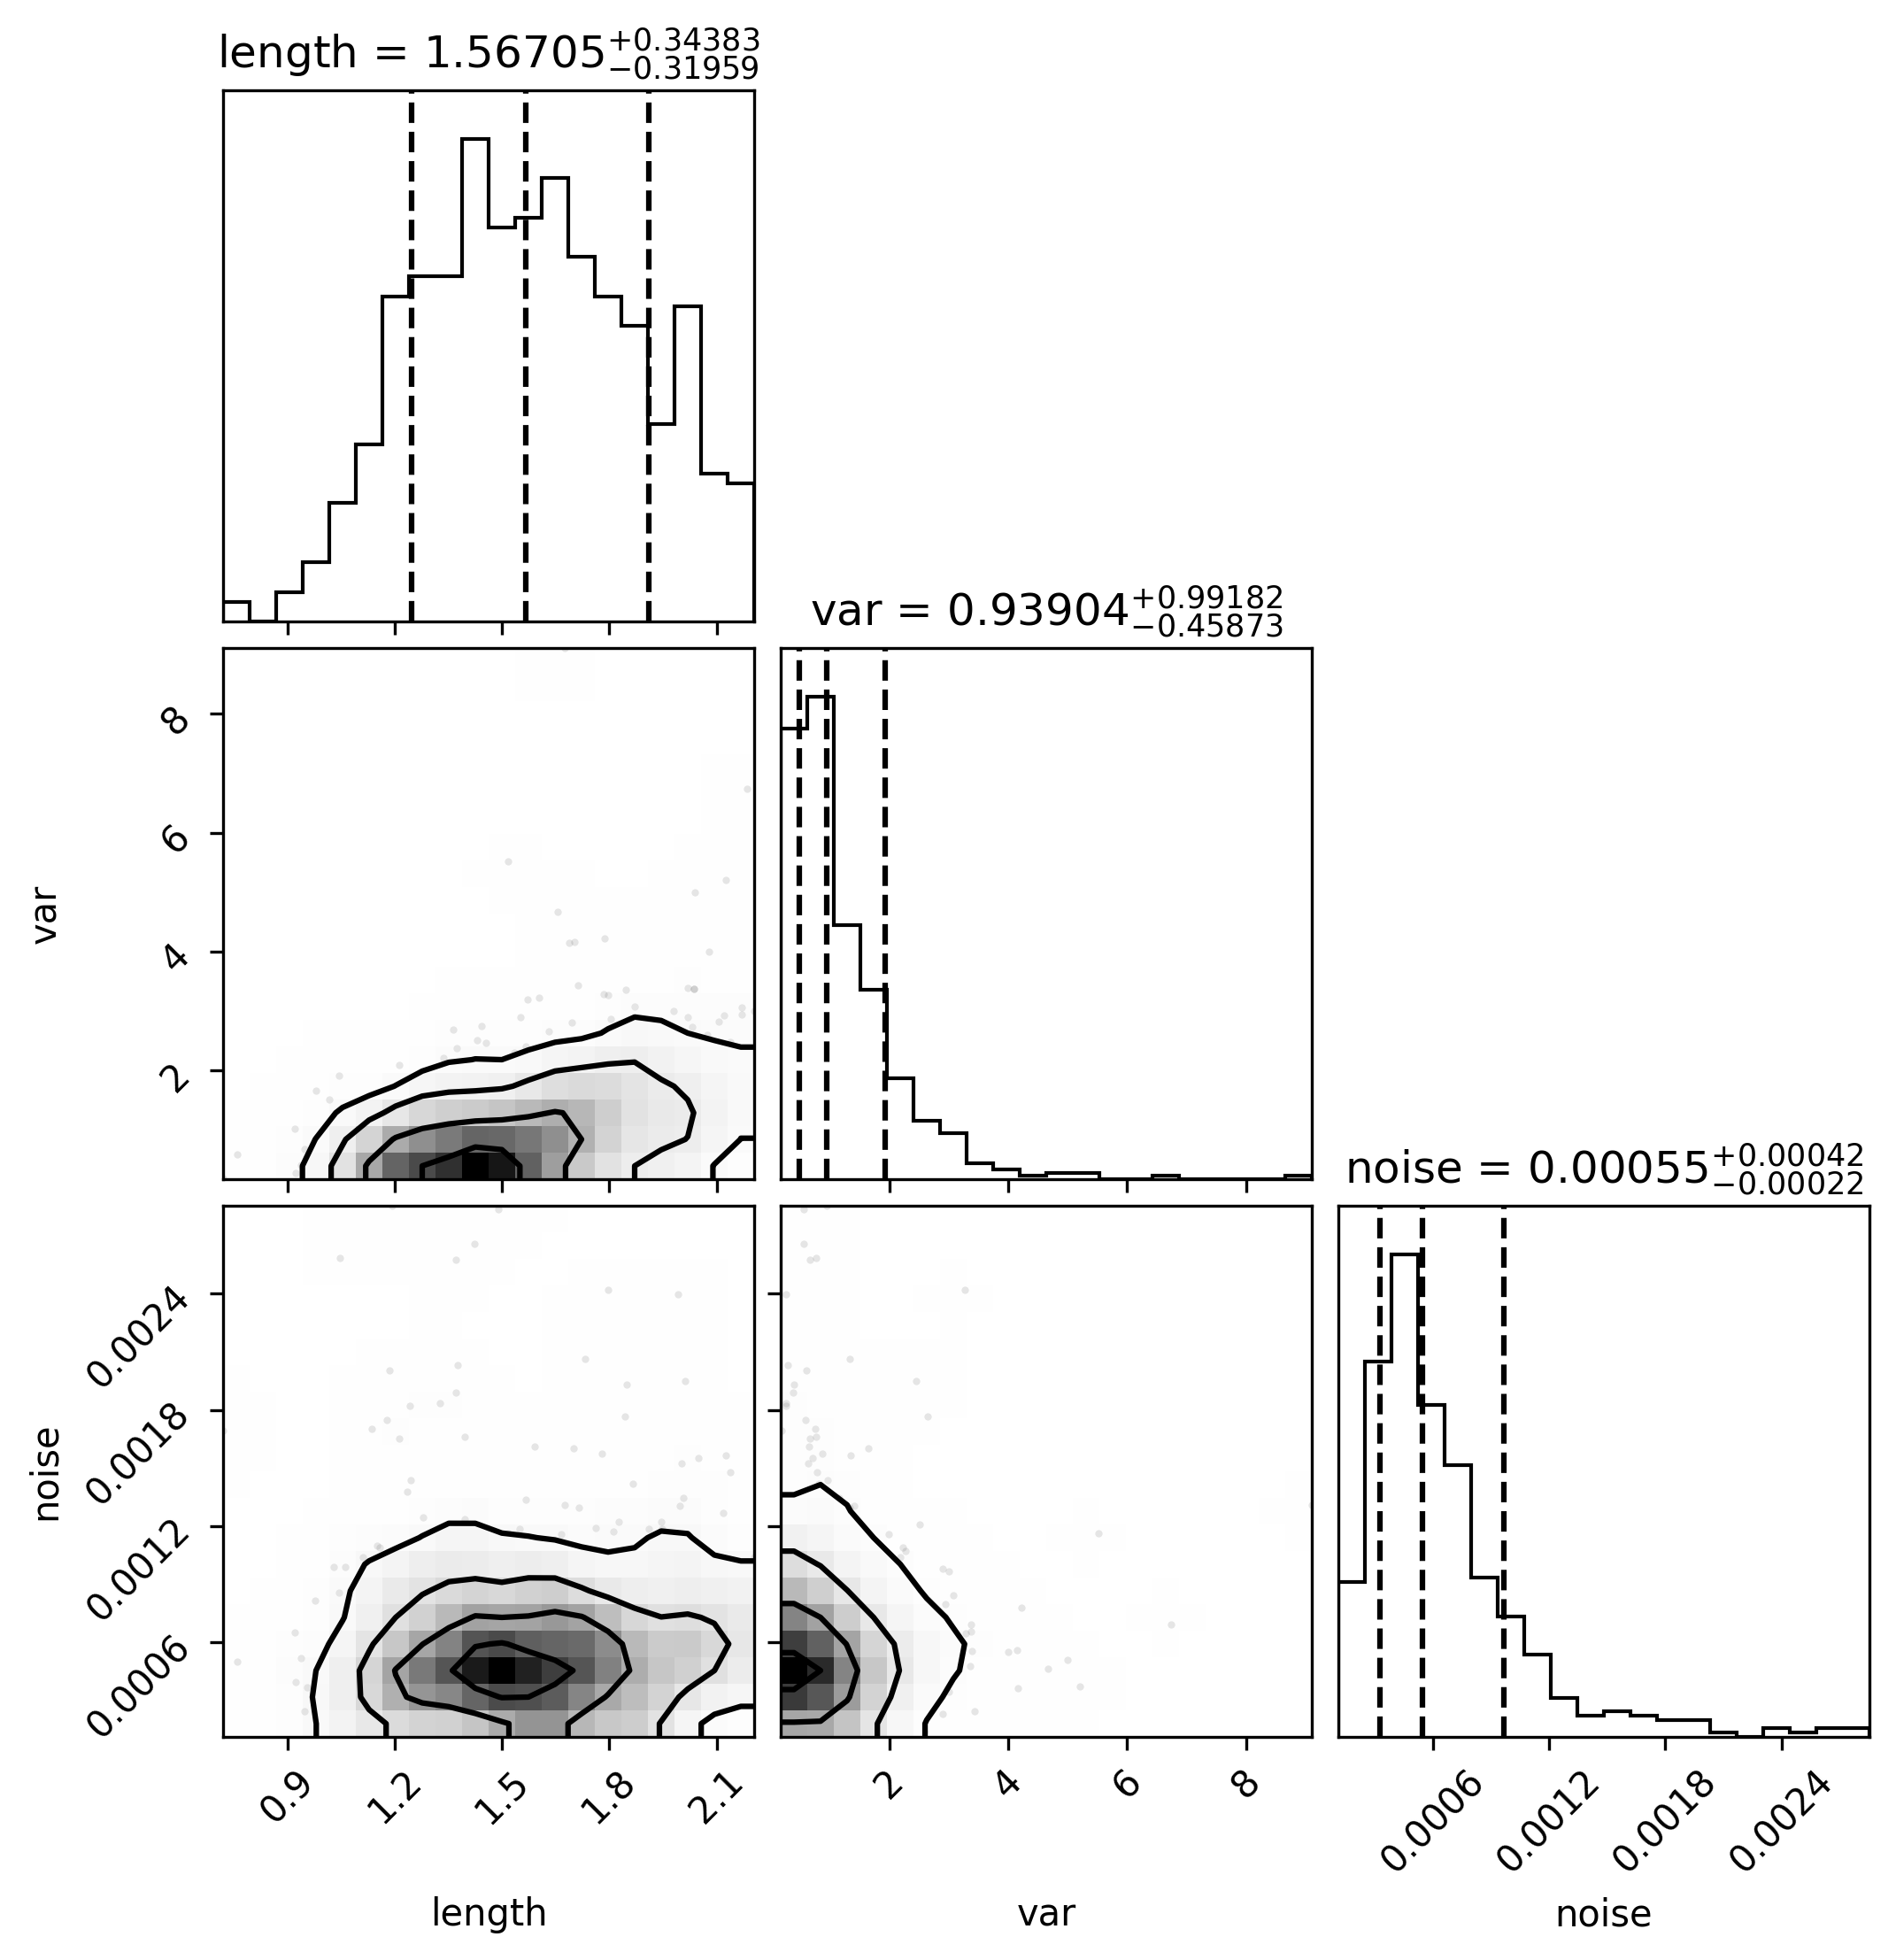 length = 1.56705+0.34383−0.31959
var = 0.93904+0.99182−0.45873
8
6
4
2
var
noise = 0.00055+0.00042−0.00022
0.0024
0.0018
0.0012
0.0006
noise
0.9 1.2 1.5 1.8 2.1
2 4 6 8
0.0006 0.0012 0.0018 0.0024
length
var
noise